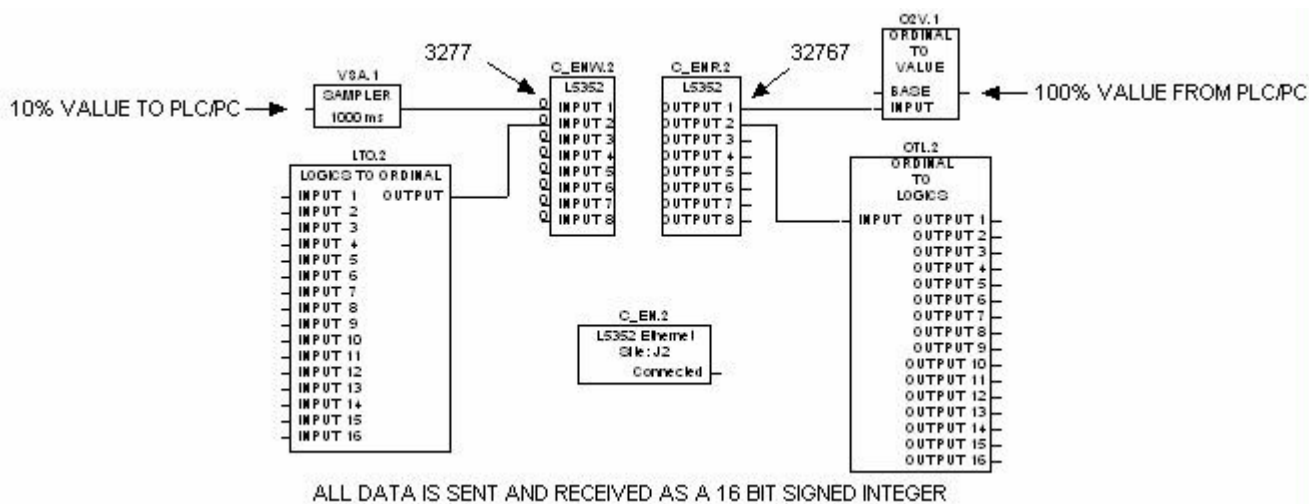 3277
32767
10% VALUE TO PLC/PC
100% VALUE FROM PLC/PC
VSA.1
SAMPLER
1000 ms
LTO.2
LOGICS TO ORDINAL
INPUT 1 OUTPUT
INPUT 2
INPUT 3
INPUT 4
INPUT 5
INPUT 6
INPUT 7
INPUT 8
INPUT 9
INPUT 10
INPUT 11
INPUT 12
INPUT 13
INPUT 14
INPUT 15
INPUT 16
C_ENW.2
L5352
INPUT 1
INPUT 2
INPUT 3
INPUT 4
INPUT 5
INPUT 6
INPUT 7
INPUT 8
C_ENR.2
L5352
OUTPUT 1
OUTPUT 2
OUTPUT 3
OUTPUT 4
OUTPUT 5
OUTPUT 6
OUTPUT 7
OUTPUT 8
C_EN.2
L5352 Ethernet
Site: J2
Connected
O2V.1
ORDINAL
TO
VALUE
BASE
INPUT
OTL.2
ORDINAL
TO
LOGICS
INPUT OUTPUT 1
OUTPUT 2
OUTPUT 3
OUTPUT 4
OUTPUT 5
OUTPUT 6
OUTPUT 7
OUTPUT 8
OUTPUT 9
OUTPUT 10
OUTPUT 11
OUTPUT 12
OUTPUT 13
OUTPUT 14
OUTPUT 15
OUTPUT 16
ALL DATA IS SENT AND RECEIVED AS A 16 BIT SIGNED INTEGER